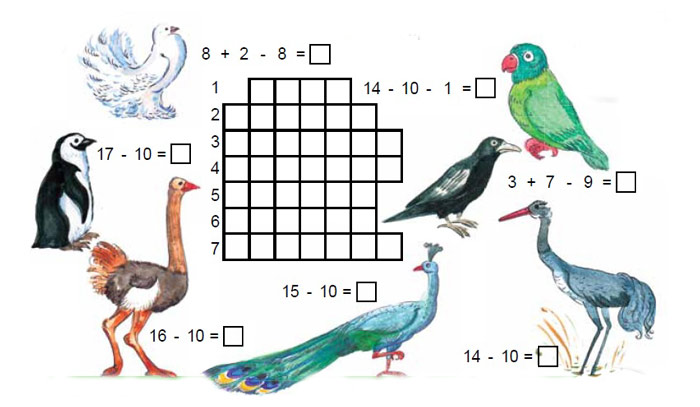 8 + 2 - 8 =
1
14 - 10 - 1 =
2
3
17 - 10 =
4
3 + 7 - 9 =
5
6
7
15 - 10 =
16 - 10 =
14 - 10 =